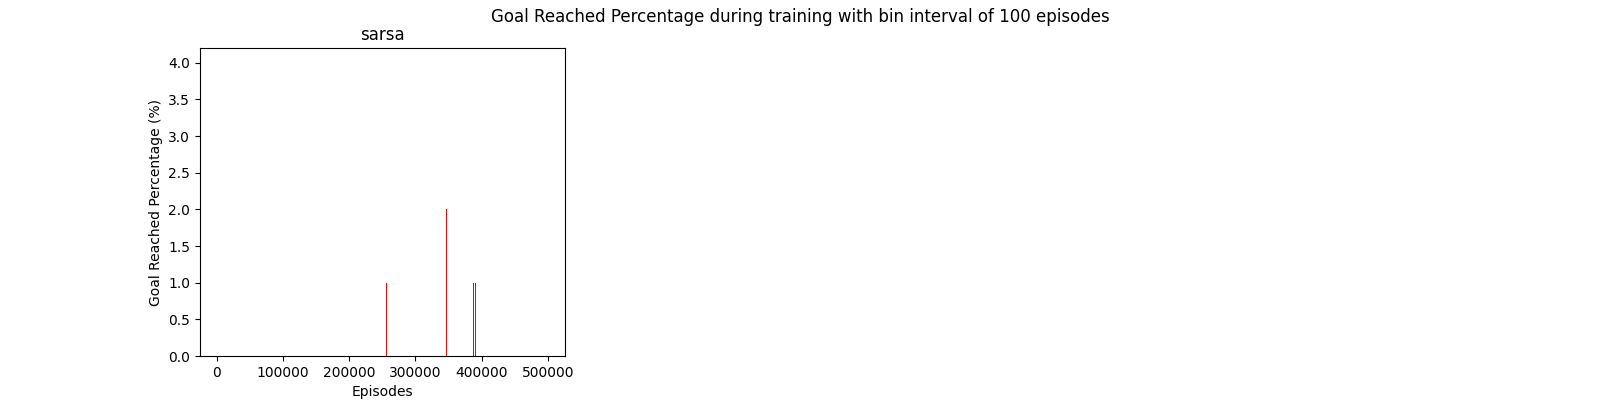 Goal Reached Percentage during training with bin interval of 100 episodes
sarsa
Goal Reached Percentage (%)
4.0
3.5
3.0
2.5
2.0
1.5
1.0
0.5
0.0
0 100000 200000 300000 400000 500000
Episodes